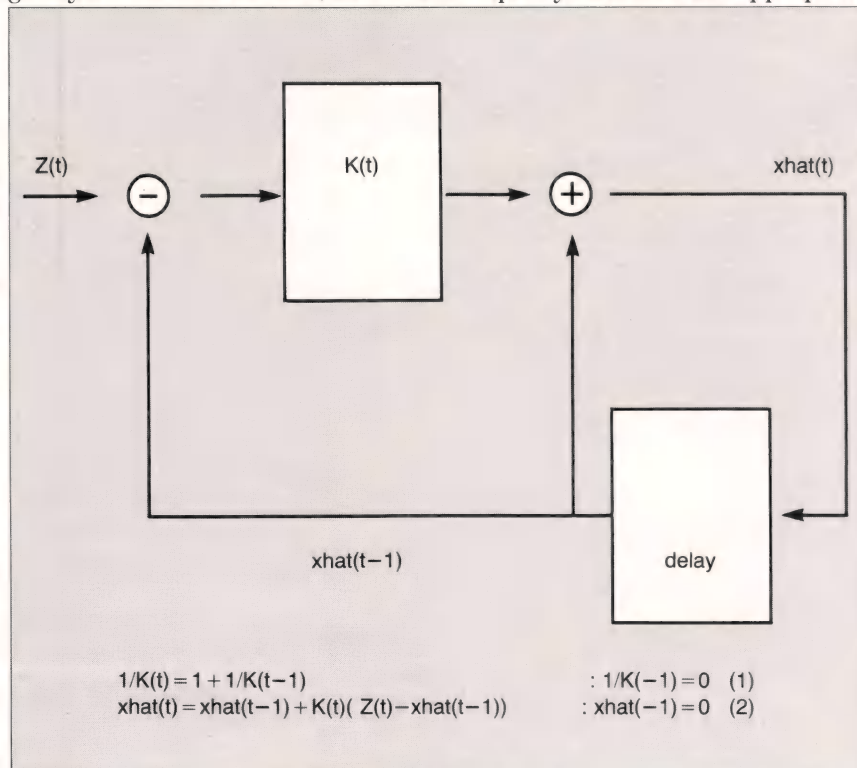 Z(t)
−
K(t)
+
xhat(t)
xhat(t−1)
delay
1/K(t)=1+1/K(t−1) : 1/K(−1)=0 (1)
xhat(t)=xhat(t−1)+K(t)( Z(t)−xhat(t−1)) : xhat(−1)=0 (2)